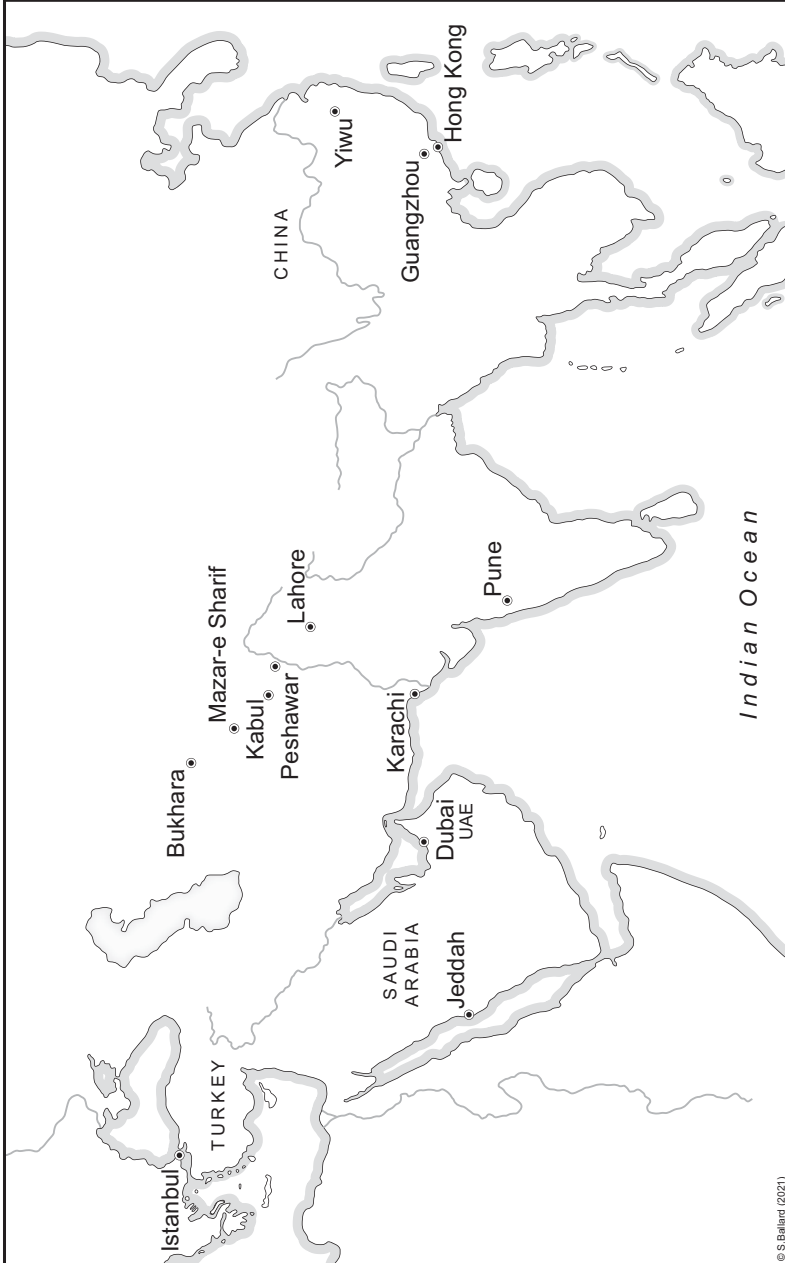 Istanbul
TURKEY
Bukhara
Mazar-e Sharif
Kabul
Peshawar
Lahore
CHINA
Yiwu
Guangzhou
Hong Kong
SAUDI
ARABIA
Jeddah
Dubai
UAE
Karachi
Pune
Indian Ocean
© S.Ballard (2021)